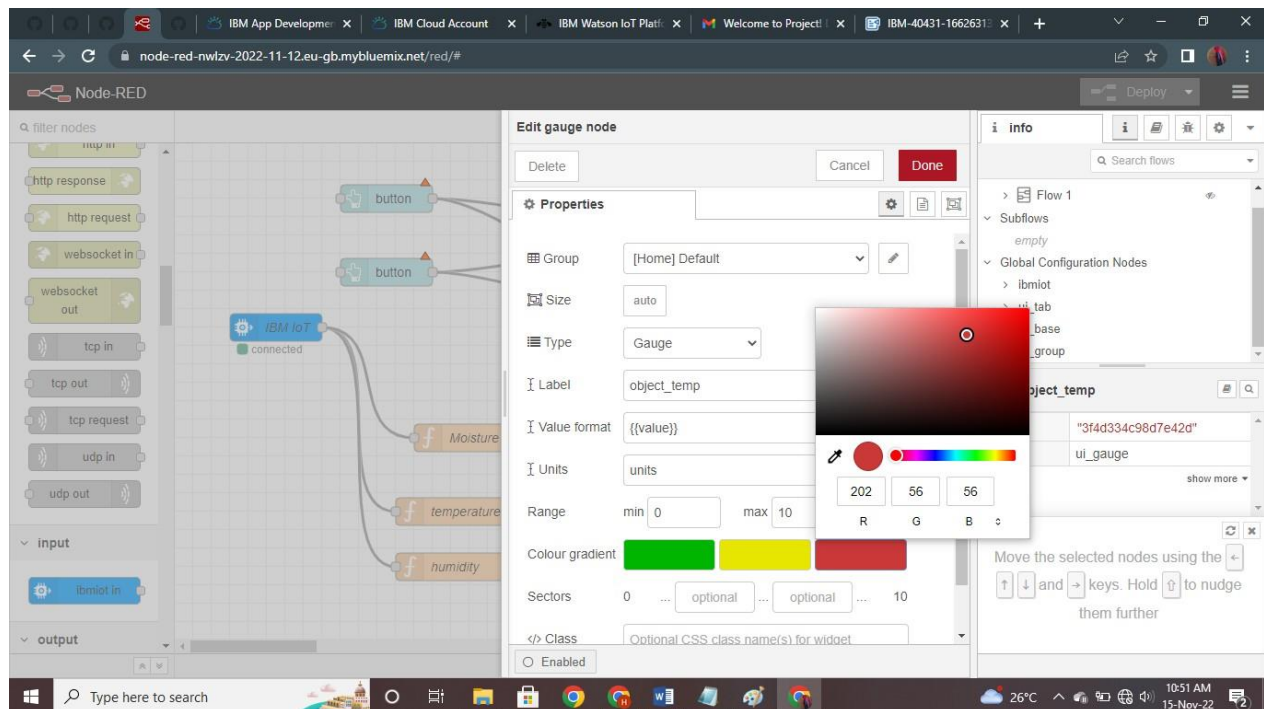 IBM App Developmer
IBM Cloud Account
IBM Watson IoT Platfo
Welcome to Project!
IBM-40431-16626313
node-red-nwlzv-2022-11-12.eu-gb.mybluemix.net/red/#
Node-RED
Deploy
filter nodes
http in
http response
http request
websocket in
websocket
out
tcp in
tcp out
tcp request
udp in
udp out
input
ibmiot in
output
button
button
IBM IoT
connected
Moisture
temperature
humidity
Edit gauge node
Delete
Cancel
Done
Properties
Group
[Home] Default
Size
auto
Type
Gauge
Label
object_temp
Value format
{{value}}
Units
units
Range
min 0
max 10
Colour gradient
Sectors
0 ... optional ... optional ... 10
</> Class
Optional CSS class name(s) for widget
Enabled
202 56 56
R G B
i info
i
Search flows
Flow 1
Subflows
empty
Global Configuration Nodes
ibmiot
ui_tab
_base
_group
bject_temp
"3f4d334c98d7e42d"
ui_gauge
show more
Move the selected nodes using the ←
↑ ↓ and → keys. Hold ⇧ to nudge
them further
Type here to search
26°C
10:51 AM
15-Nov-22
2